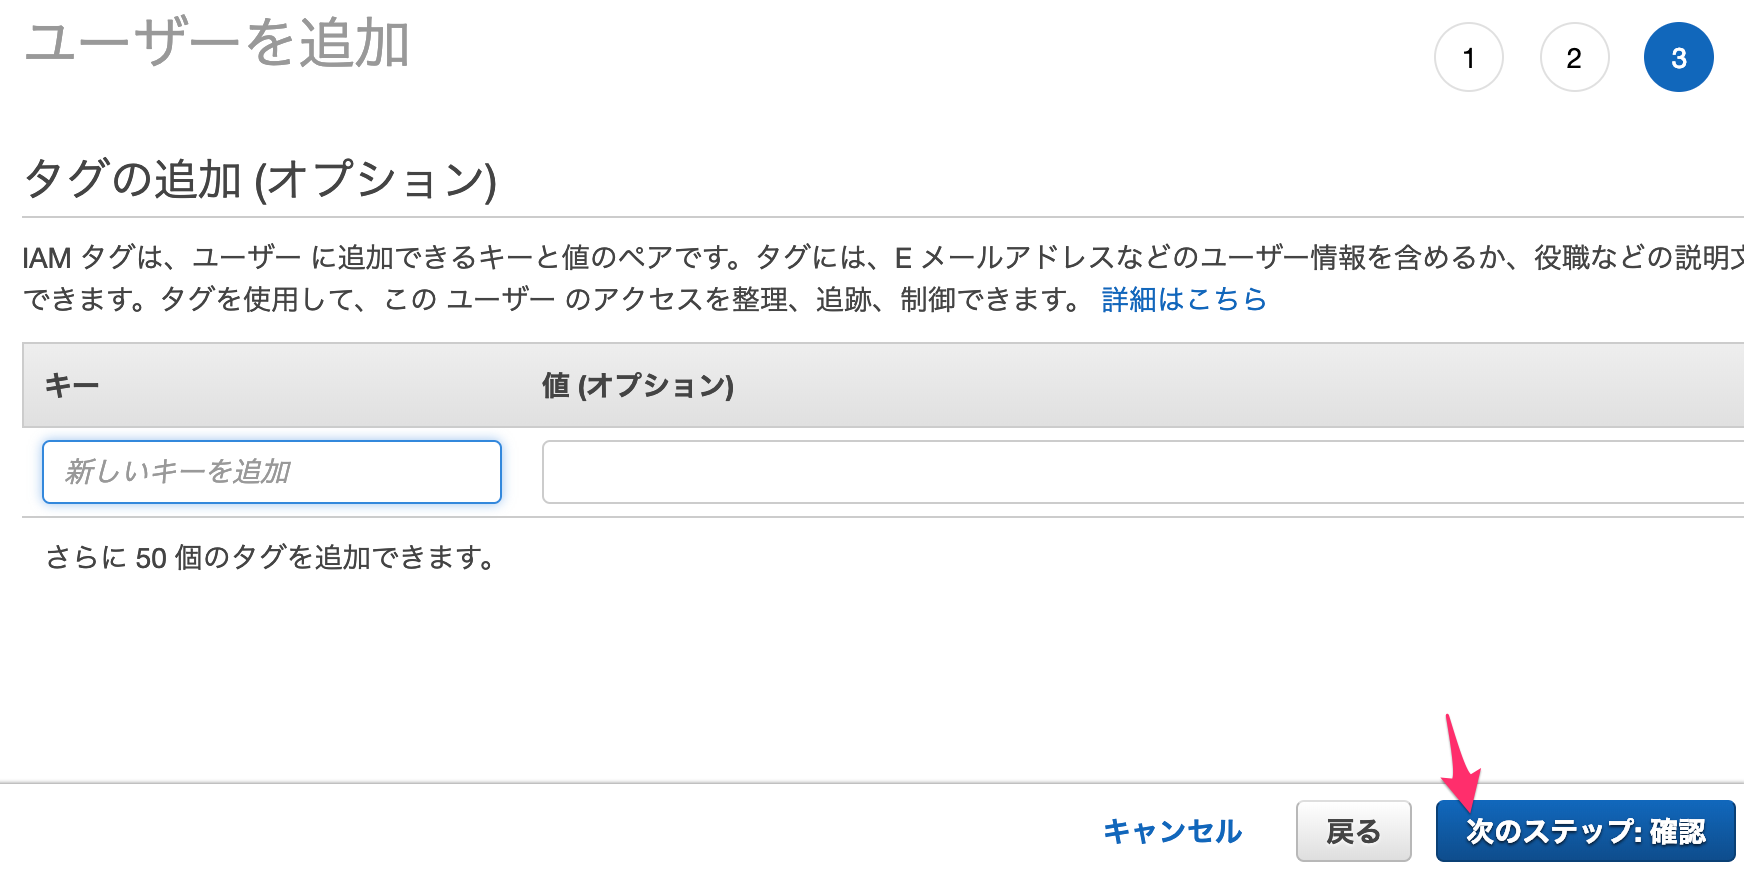 ユーザーを追加
1 2 3
タグの追加 (オプション)
IAM タグは、ユーザー に追加できるキーと値のペアです。タグには、E メールアドレスなどのユーザー情報を含めるか、役職などの説明文
できます。タグを使用して、この ユーザー のアクセスを整理、追跡、制御できます。 詳細はこちら
キー 値 (オプション)
新しいキーを追加
さらに 50 個のタグを追加できます。
キャンセル 戻る 次のステップ: 確認